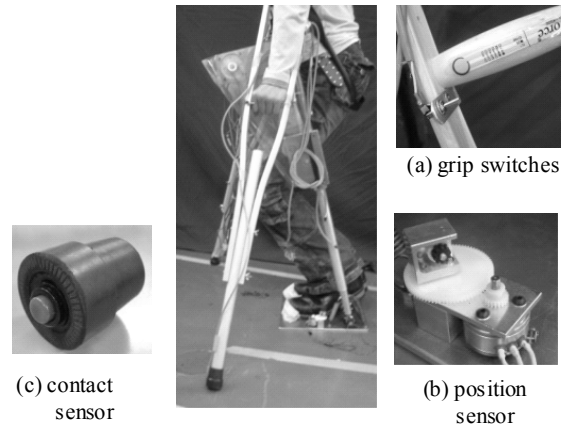 (a) grip switches
(b) position
sensor
(c) contact
sensor